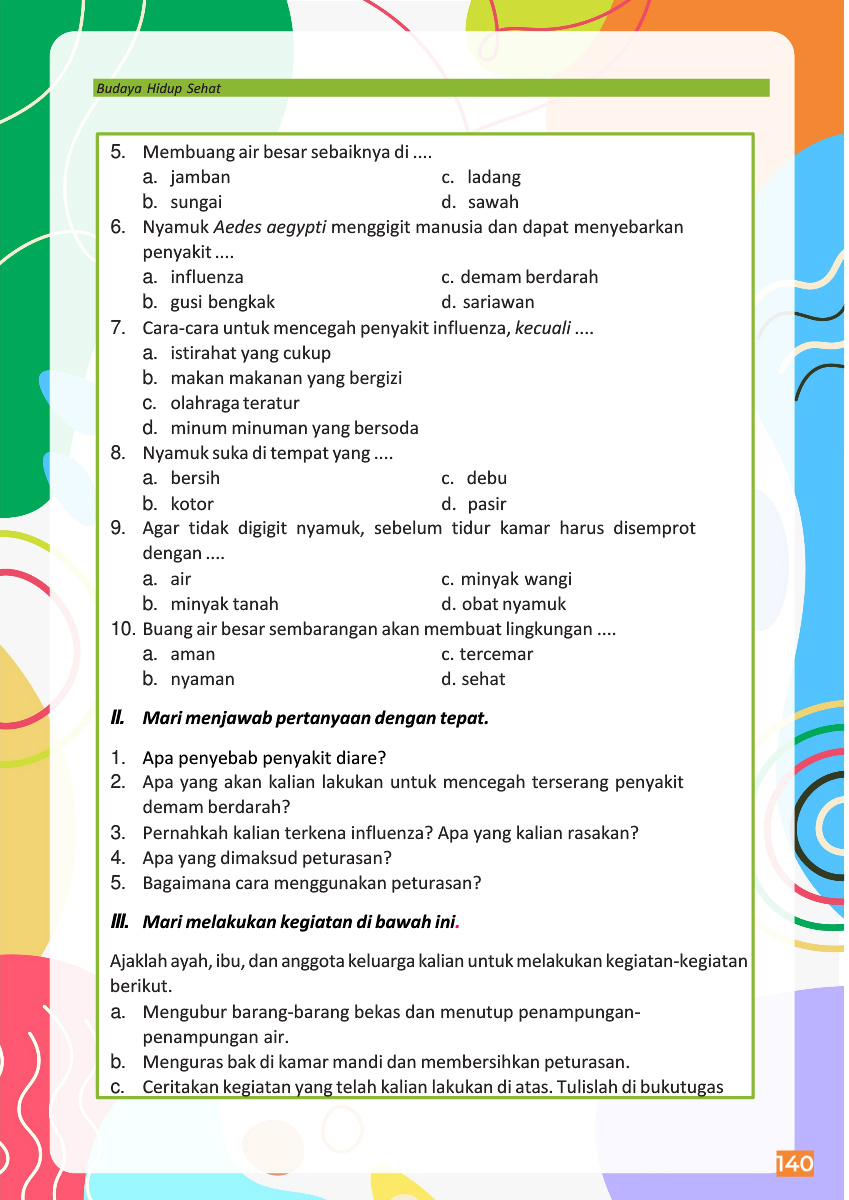 Budaya Hidup Sehat
5. Membuang air besar sebaiknya di ....
a. jamban c. ladang
b. sungai d. sawah
6. Nyamuk Aedes aegypti menggigit manusia dan dapat menyebarkan
penyakit ....
a. influenza c. demam berdarah
b. gusi bengkak d. sariawan
7. Cara-cara untuk mencegah penyakit influenza, kecuali ....
a. istirahat yang cukup
b. makan makanan yang bergizi
c. olahraga teratur
d. minum minuman yang bersoda
8. Nyamuk suka di tempat yang ....
a. bersih c. debu
b. kotor d. pasir
9. Agar tidak digigit nyamuk, sebelum tidur kamar harus disemprot
dengan ....
a. air c. minyak wangi
b. minyak tanah d. obat nyamuk
10. Buang air besar sembarangan akan membuat lingkungan ....
a. aman c. tercemar
b. nyaman d. sehat
II. Mari menjawab pertanyaan dengan tepat.
1. Apa penyebab penyakit diare?
2. Apa yang akan kalian lakukan untuk mencegah terserang penyakit
demam berdarah?
3. Pernahkah kalian terkena influenza? Apa yang kalian rasakan?
4. Apa yang dimaksud peturasan?
5. Bagaimana cara menggunakan peturasan?
III. Mari melakukan kegiatan di bawah ini.
Ajaklah ayah, ibu, dan anggota keluarga kalian untuk melakukan kegiatan-kegiatan
berikut.
a. Mengubur barang-barang bekas dan menutup penampungan-
penampungan air.
b. Menguras bak di kamar mandi dan membersihkan peturasan.
c. Ceritakan kegiatan yang telah kalian lakukan di atas. Tulislah di bukutugas
140